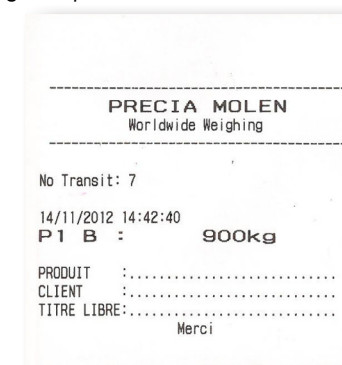 PRECIA MOLEN
Worldwide Weighing
No Transit: 7
14/11/2012 14:42:40
P1 B : 900kg
PRODUIT :...........................
CLIENT :...........................
TITRE LIBRE:...........................
Merci